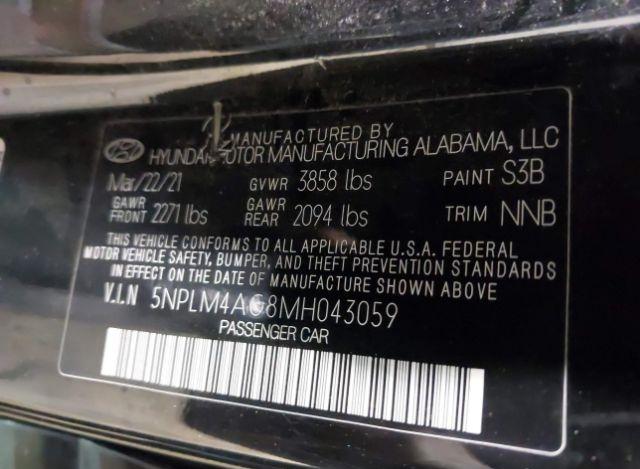 MANUFACTURED BY
HYUNDAI MOTOR MANUFACTURING ALABAMA, LLC
Mar/22/21 GVWR 3858 lbs PAINT S3B
GAWR FRONT 2271 lbs GAWR REAR 2094 lbs TRIM NNB
THIS VEHICLE CONFORMS TO ALL APPLICABLE U.S.A. FEDERAL
MOTOR VEHICLE SAFETY, BUMPER, AND THEFT PREVENTION STANDARDS
IN EFFECT ON THE DATE OF MANUFACTURE SHOWN ABOVE
V.I.N 5NPLM4AG8MH043059
PASSENGER CAR